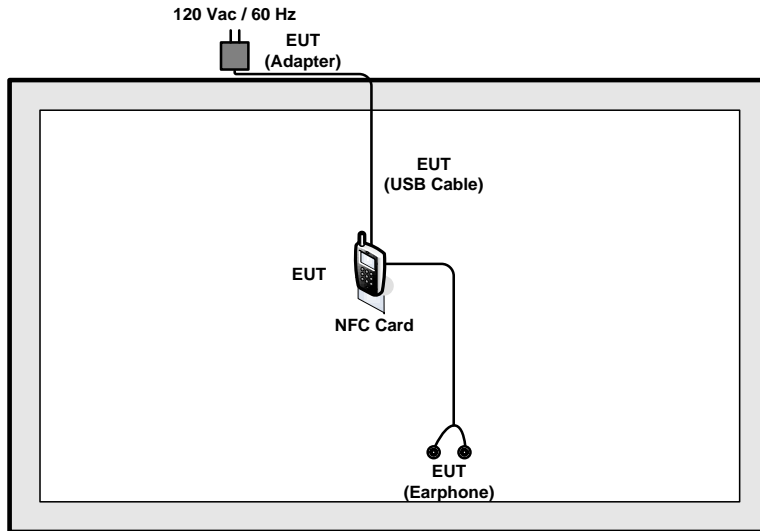 120 Vac / 60 Hz
EUT
(Adapter)
EUT
(USB Cable)
EUT
NFC Card
EUT
(Earphone)